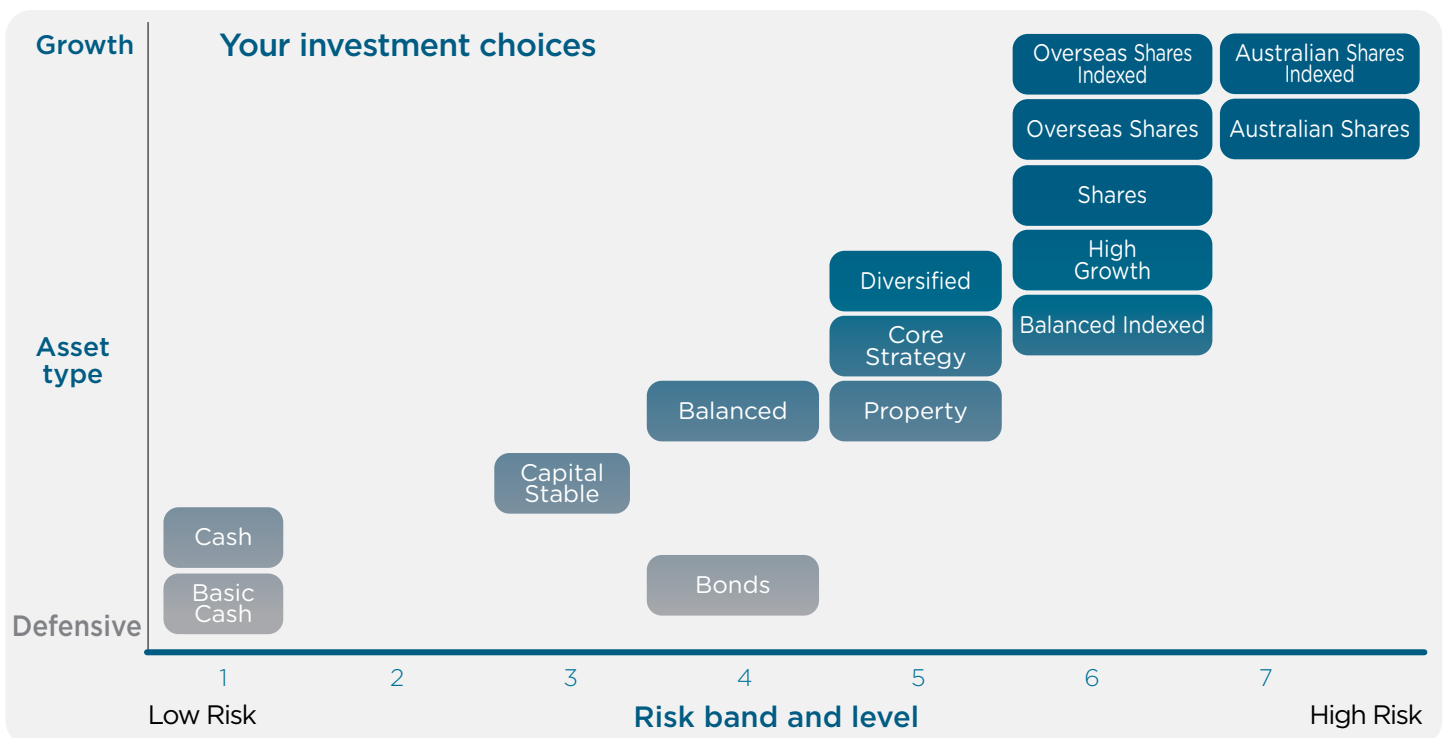 Growth
Your investment choices
Overseas Shares
Indexed
Australian Shares
Indexed
Overseas Shares
Australian Shares
Shares
High
Growth
Diversified
Balanced Indexed
Core
Strategy
Asset
type
Balanced
Property
Capital
Stable
Cash
Bonds
Basic
Cash
Defensive
1 2 3 4 5 6 7
Low Risk
Risk band and level
High Risk